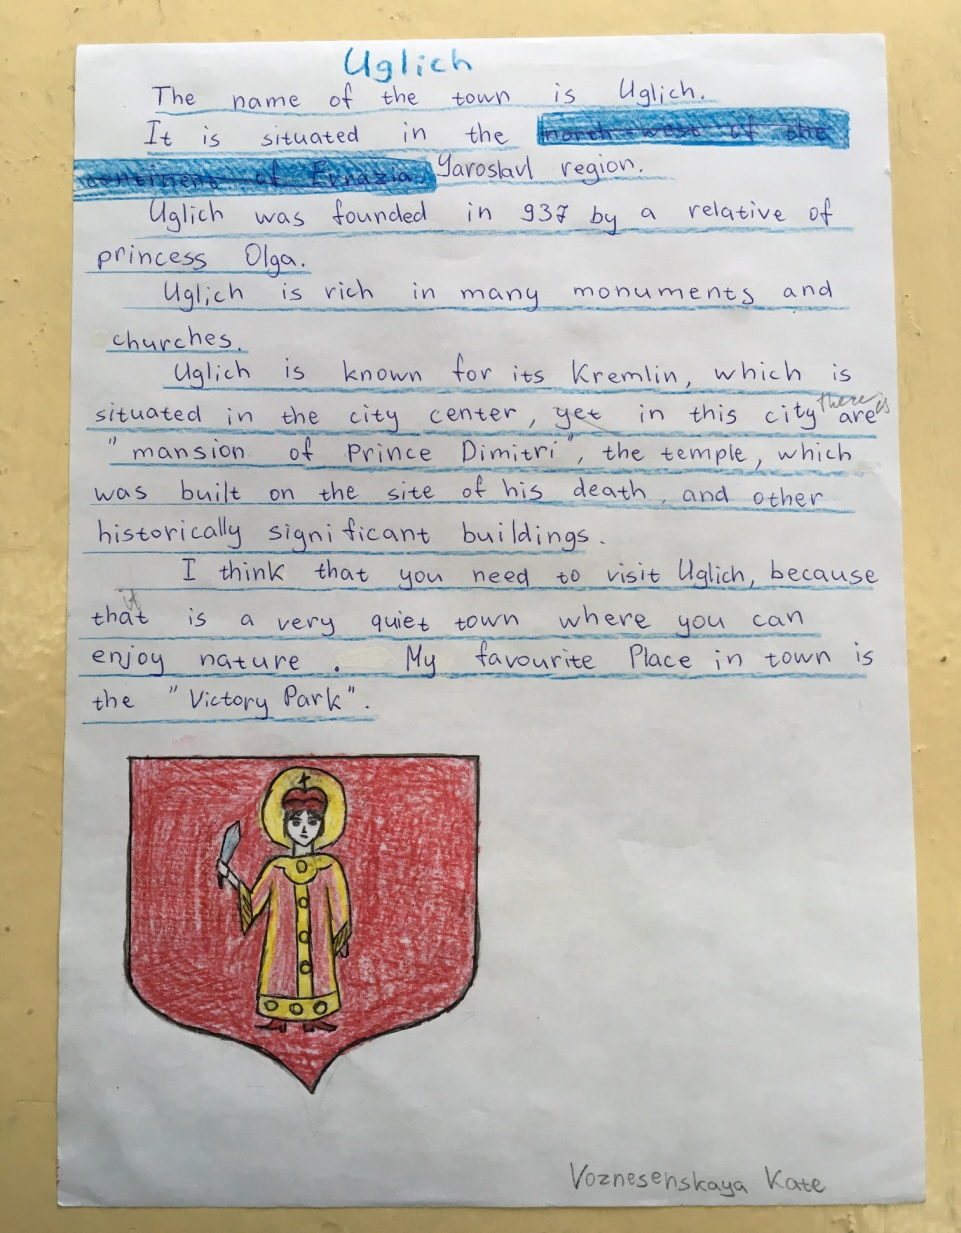 Uglich
The name of the town is Uglich.
It is situated in the north-west of the
continent of Evrazia, Yaroslavl region.
Uglich was founded in 937 by a relative of
princess Olga.
Uglich is rich in many monuments and
churches.
Uglich is known for its Kremlin, which is
situated in the city center, yet in this city there is are
"mansion of Prince Dimitri", the temple, which
was built on the site of his death, and other
historically significant buildings.
I think that you need to visit Uglich, because
it
that is a very quiet town where you can
enjoy nature. My favourite Place in town is
the "Victory Park".
Voznesenskaya Kate